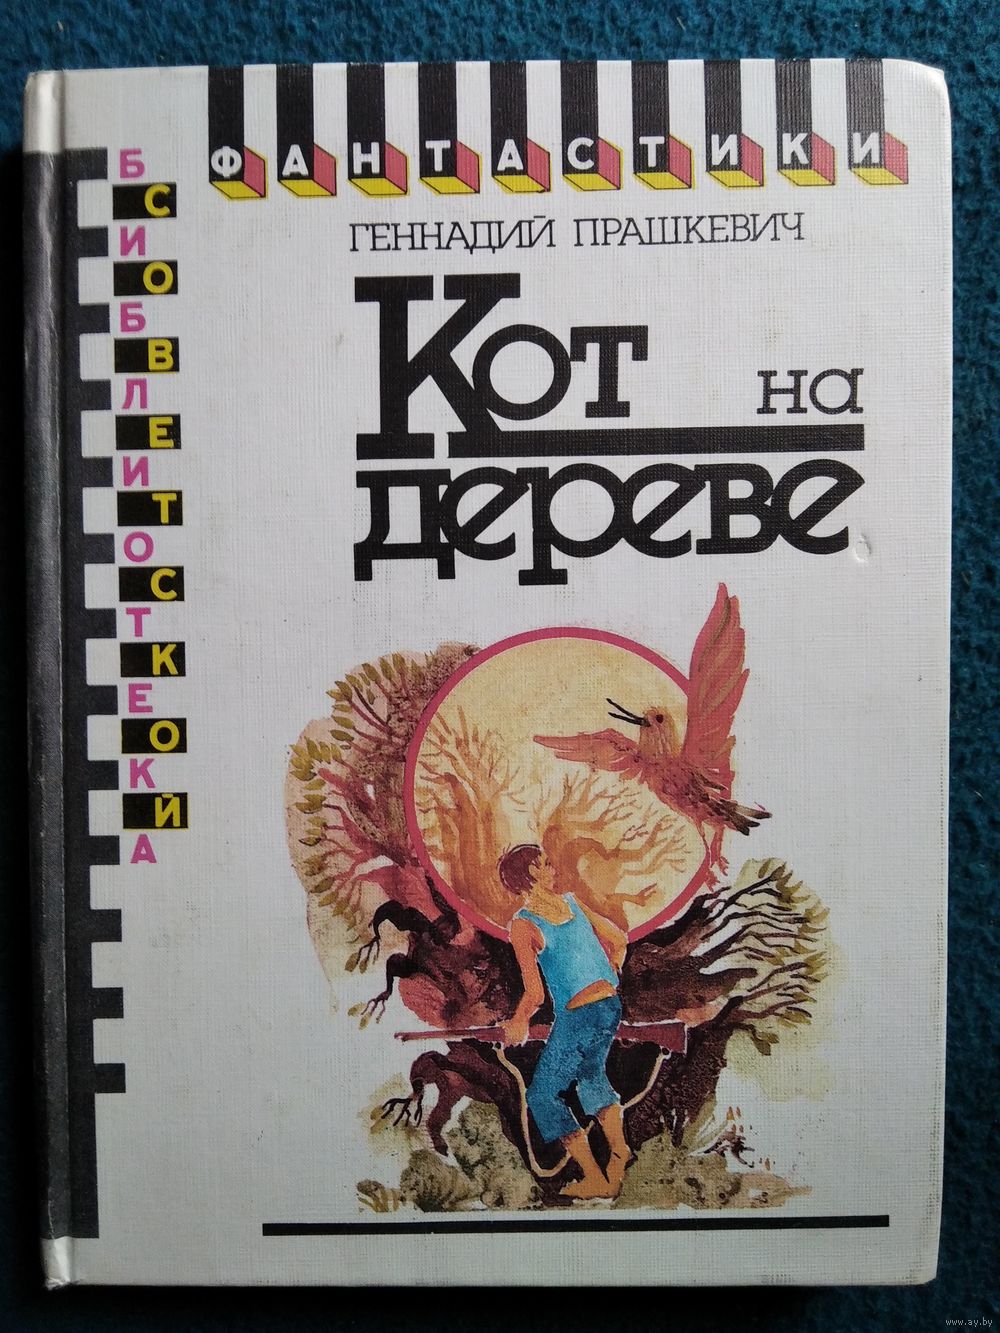 ФАНТАСТИКИ
БИБЛИОТЕКА
СОВЕТСКОЙ
ГЕННАДИЙ ПРАШКЕВИЧ
Кот на
дереве
www.ay.by